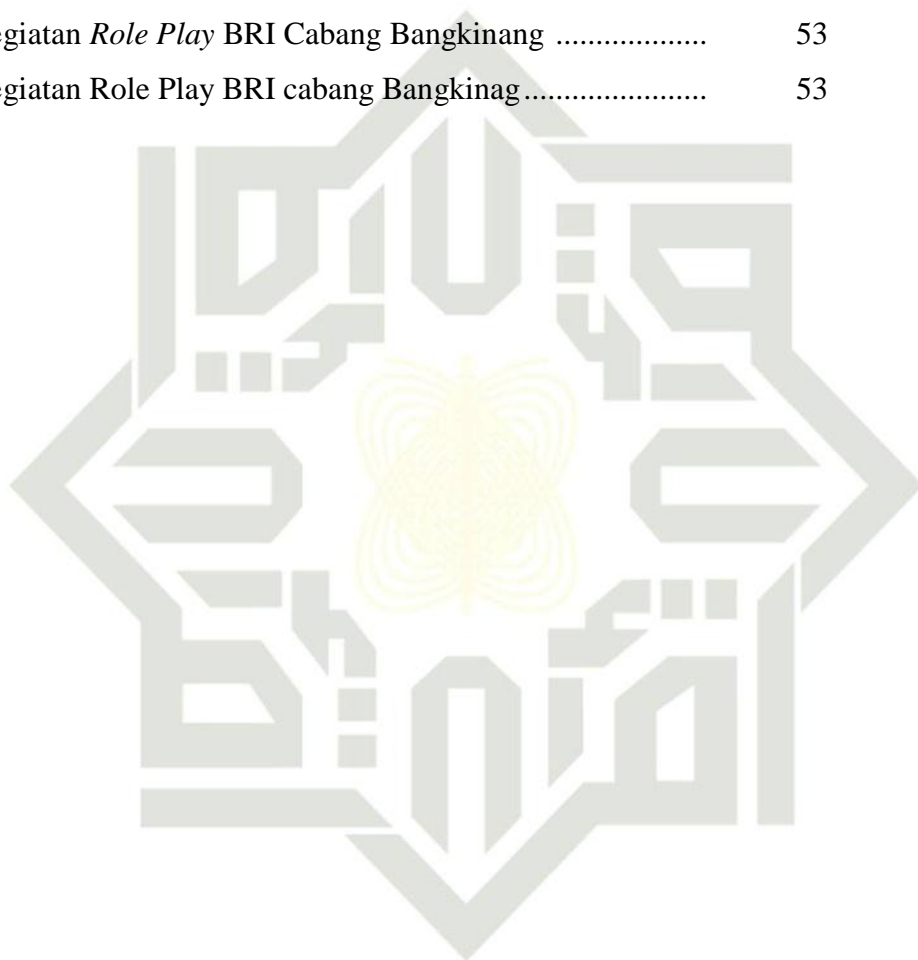 egiatan Role Play BRI Cabang Bangkinang ................... 53
egiatan Role Play BRI cabang Bangkinag....................... 53